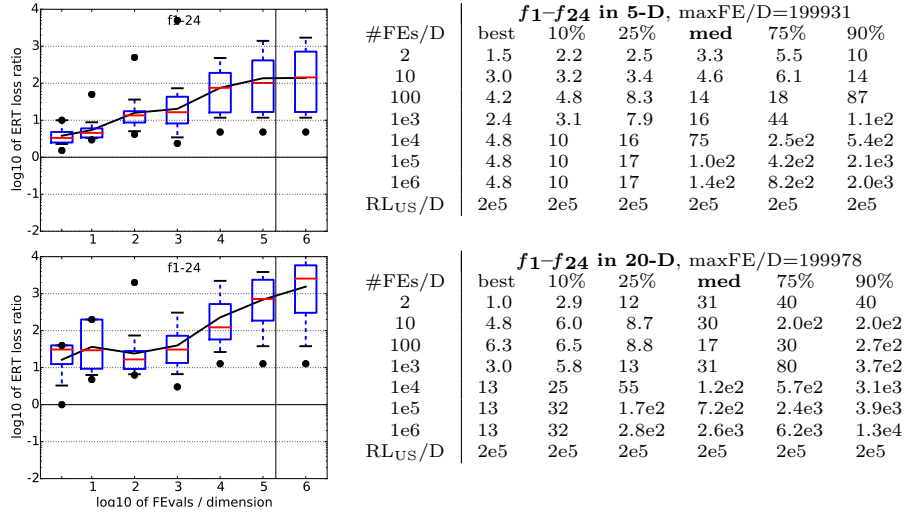 f1-24
4
3
2
1
0
-1
-2
log10 of ERT loss ratio
1 2 3 4 5 6
f1–f24 in 5-D, maxFE/D=199931
#FEs/D best 10% 25% med 75% 90%
2 1.5 2.2 2.5 3.3 5.5 10
10 3.0 3.2 3.4 4.6 6.1 14
100 4.2 4.8 8.3 14 18 87
1e3 2.4 3.1 7.9 16 44 1.1e2
1e4 4.8 10 16 75 2.5e2 5.4e2
1e5 4.8 10 17 1.0e2 4.2e2 2.1e3
1e6 4.8 10 17 1.4e2 8.2e2 2.0e3
RLUS/D 2e5 2e5 2e5 2e5 2e5 2e5
f1-24
4
3
2
1
0
-1
-2
log10 of ERT loss ratio
1 2 3 4 5 6
log10 of FEvals / dimension
f1–f24 in 20-D, maxFE/D=199978
#FEs/D best 10% 25% med 75% 90%
2 1.0 2.9 12 31 40 40
10 4.8 6.0 8.7 30 2.0e2 2.0e2
100 6.3 6.5 8.8 17 30 2.7e2
1e3 3.0 5.8 13 31 80 3.7e2
1e4 13 25 55 1.2e2 5.7e2 3.1e3
1e5 13 32 1.7e2 7.2e2 2.4e3 3.9e3
1e6 13 32 2.8e2 2.6e3 6.2e3 1.3e4
RLUS/D 2e5 2e5 2e5 2e5 2e5 2e5